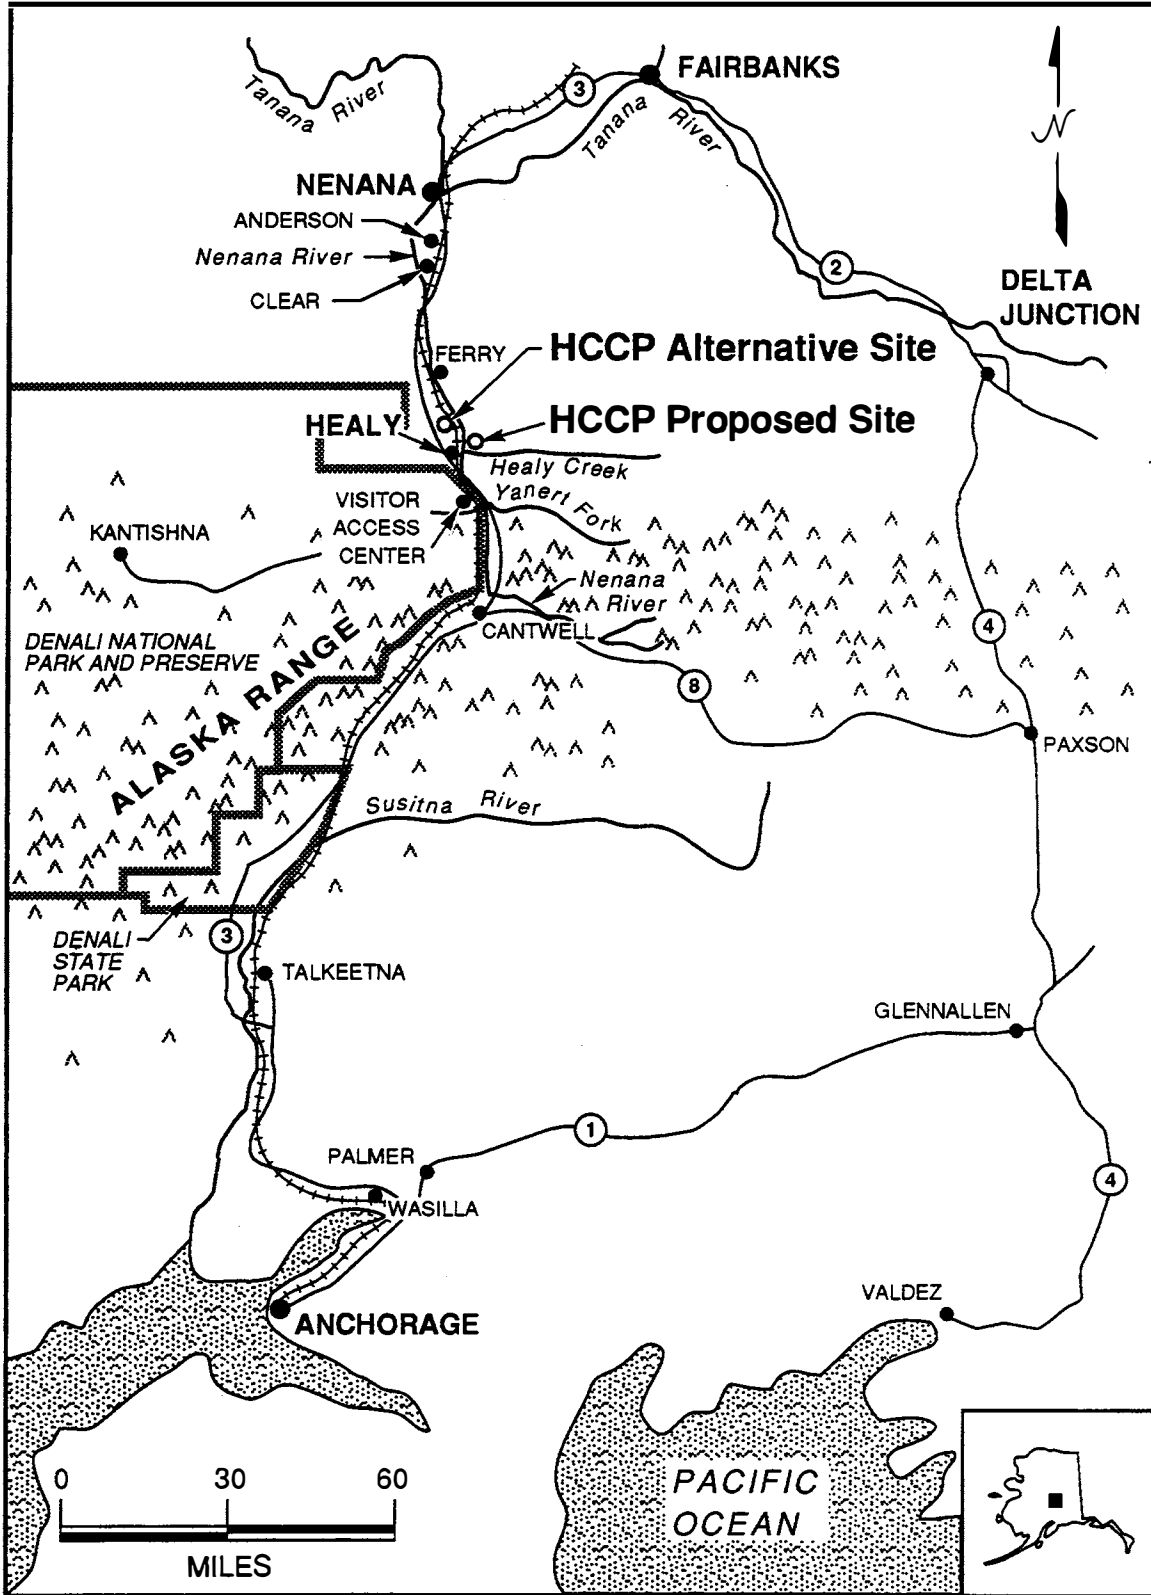 FAIRBANKS
3
Tanana River
Tanana River
N
NENANA
ANDERSON
Nenana River
CLEAR
2
DELTA
JUNCTION
FERRY
HCCP Alternative Site
HEALY
HCCP Proposed Site
Healy Creek
Yanert Fork
VISITOR
ACCESS
CENTER
KANTISHNA
Nenana
River
CANTWELL
4
DENALI NATIONAL
PARK AND PRESERVE
ALASKA RANGE
8
PAXSON
Susitna River
3
DENALI
STATE
PARK
TALKEETNA
GLENNALLEN
1
PALMER
WASILLA
4
VALDEZ
ANCHORAGE
0 30 60
MILES
PACIFIC
OCEAN